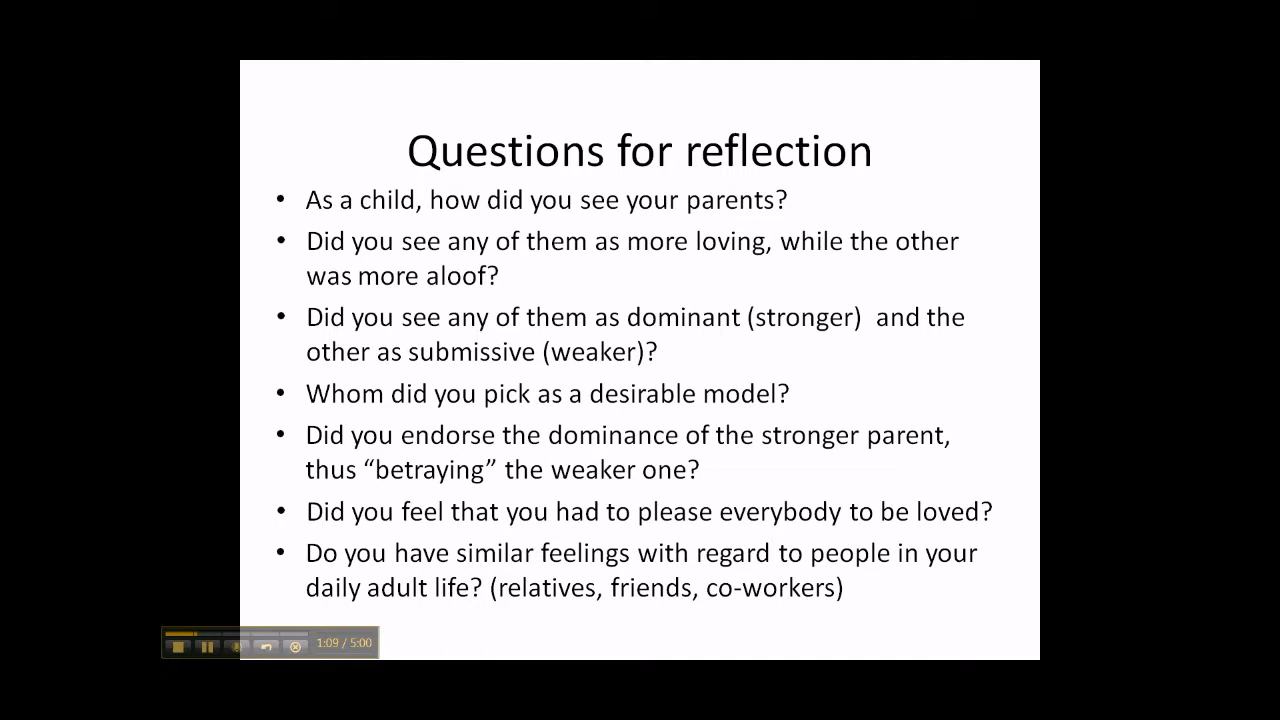 Questions for reflection
• As a child, how did you see your parents?
• Did you see any of them as more loving, while the other
was more aloof?
• Did you see any of them as dominant (stronger)  and the
other as submissive (weaker)?
• Whom did you pick as a desirable model?
• Did you endorse the dominance of the stronger parent,
thus “betraying” the weaker one?
• Did you feel that you had to please everybody to be loved?
• Do you have similar feelings with regard to people in your
daily adult life? (relatives, friends, co-workers)
1:09 / 5:00